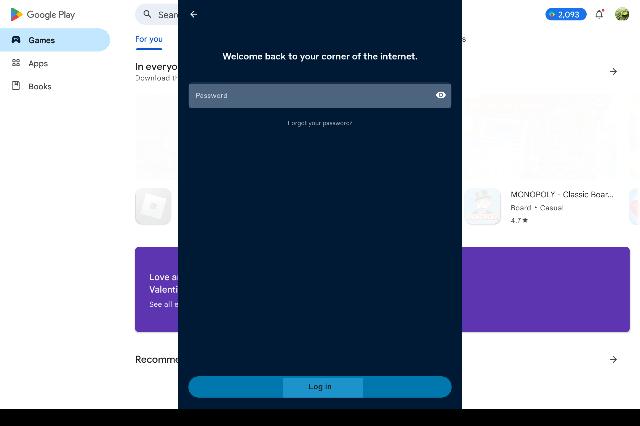 Google Play
Sear
2,093
Games
Apps
Books
For you
s
In everyo
Download th
Welcome back to your corner of the internet.
Password
Forgot your password?
MONOPOLY - Classic Boar...
Board • Casual
4.7★
Love a
Valenti
See all e
Recomme
Log in